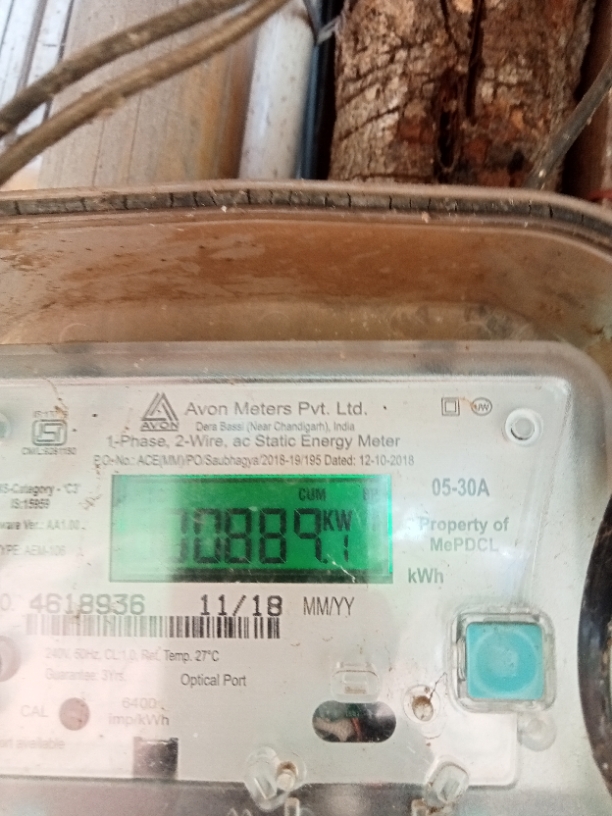 AVON
Avon Meters Pvt. Ltd.
Dera Bassi (Near Chandigarh), India
1-Phase, 2-Wire, ac Static Energy Meter
P.O-No.: ACE(MM)/PO/Saubhagya/2018-19/195 Dated: 12-10-2018
IS:15959
CUM
KW
05-30A
Property of
MePDCL
kWh
4618936 11/18 MM/YY
240V, 50Hz, CL:1.0, Ref. Temp. 27°C
Guarantee: 3Yrs.
Optical Port
CAL
6400
imp/kWh